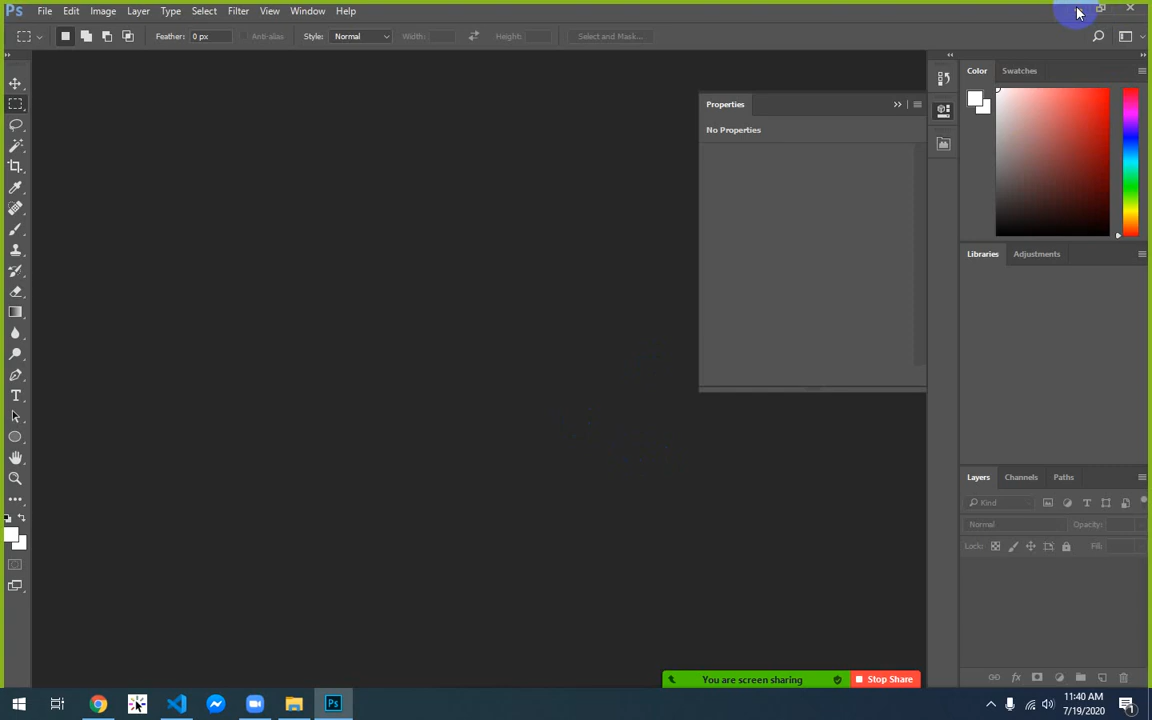 Ps File Edit Image Layer Type Select Filter View Window Help
Feather: 0 px Anti-alias Style: Normal Width: Height: Select and Mask...
Color Swatches
Properties
No Properties
Libraries Adjustments
Layers Channels Paths
Kind
Normal Opacity:
Lock: Fill:
You are screen sharing Stop Share
Ps
11:40 AM
7/19/2020
1